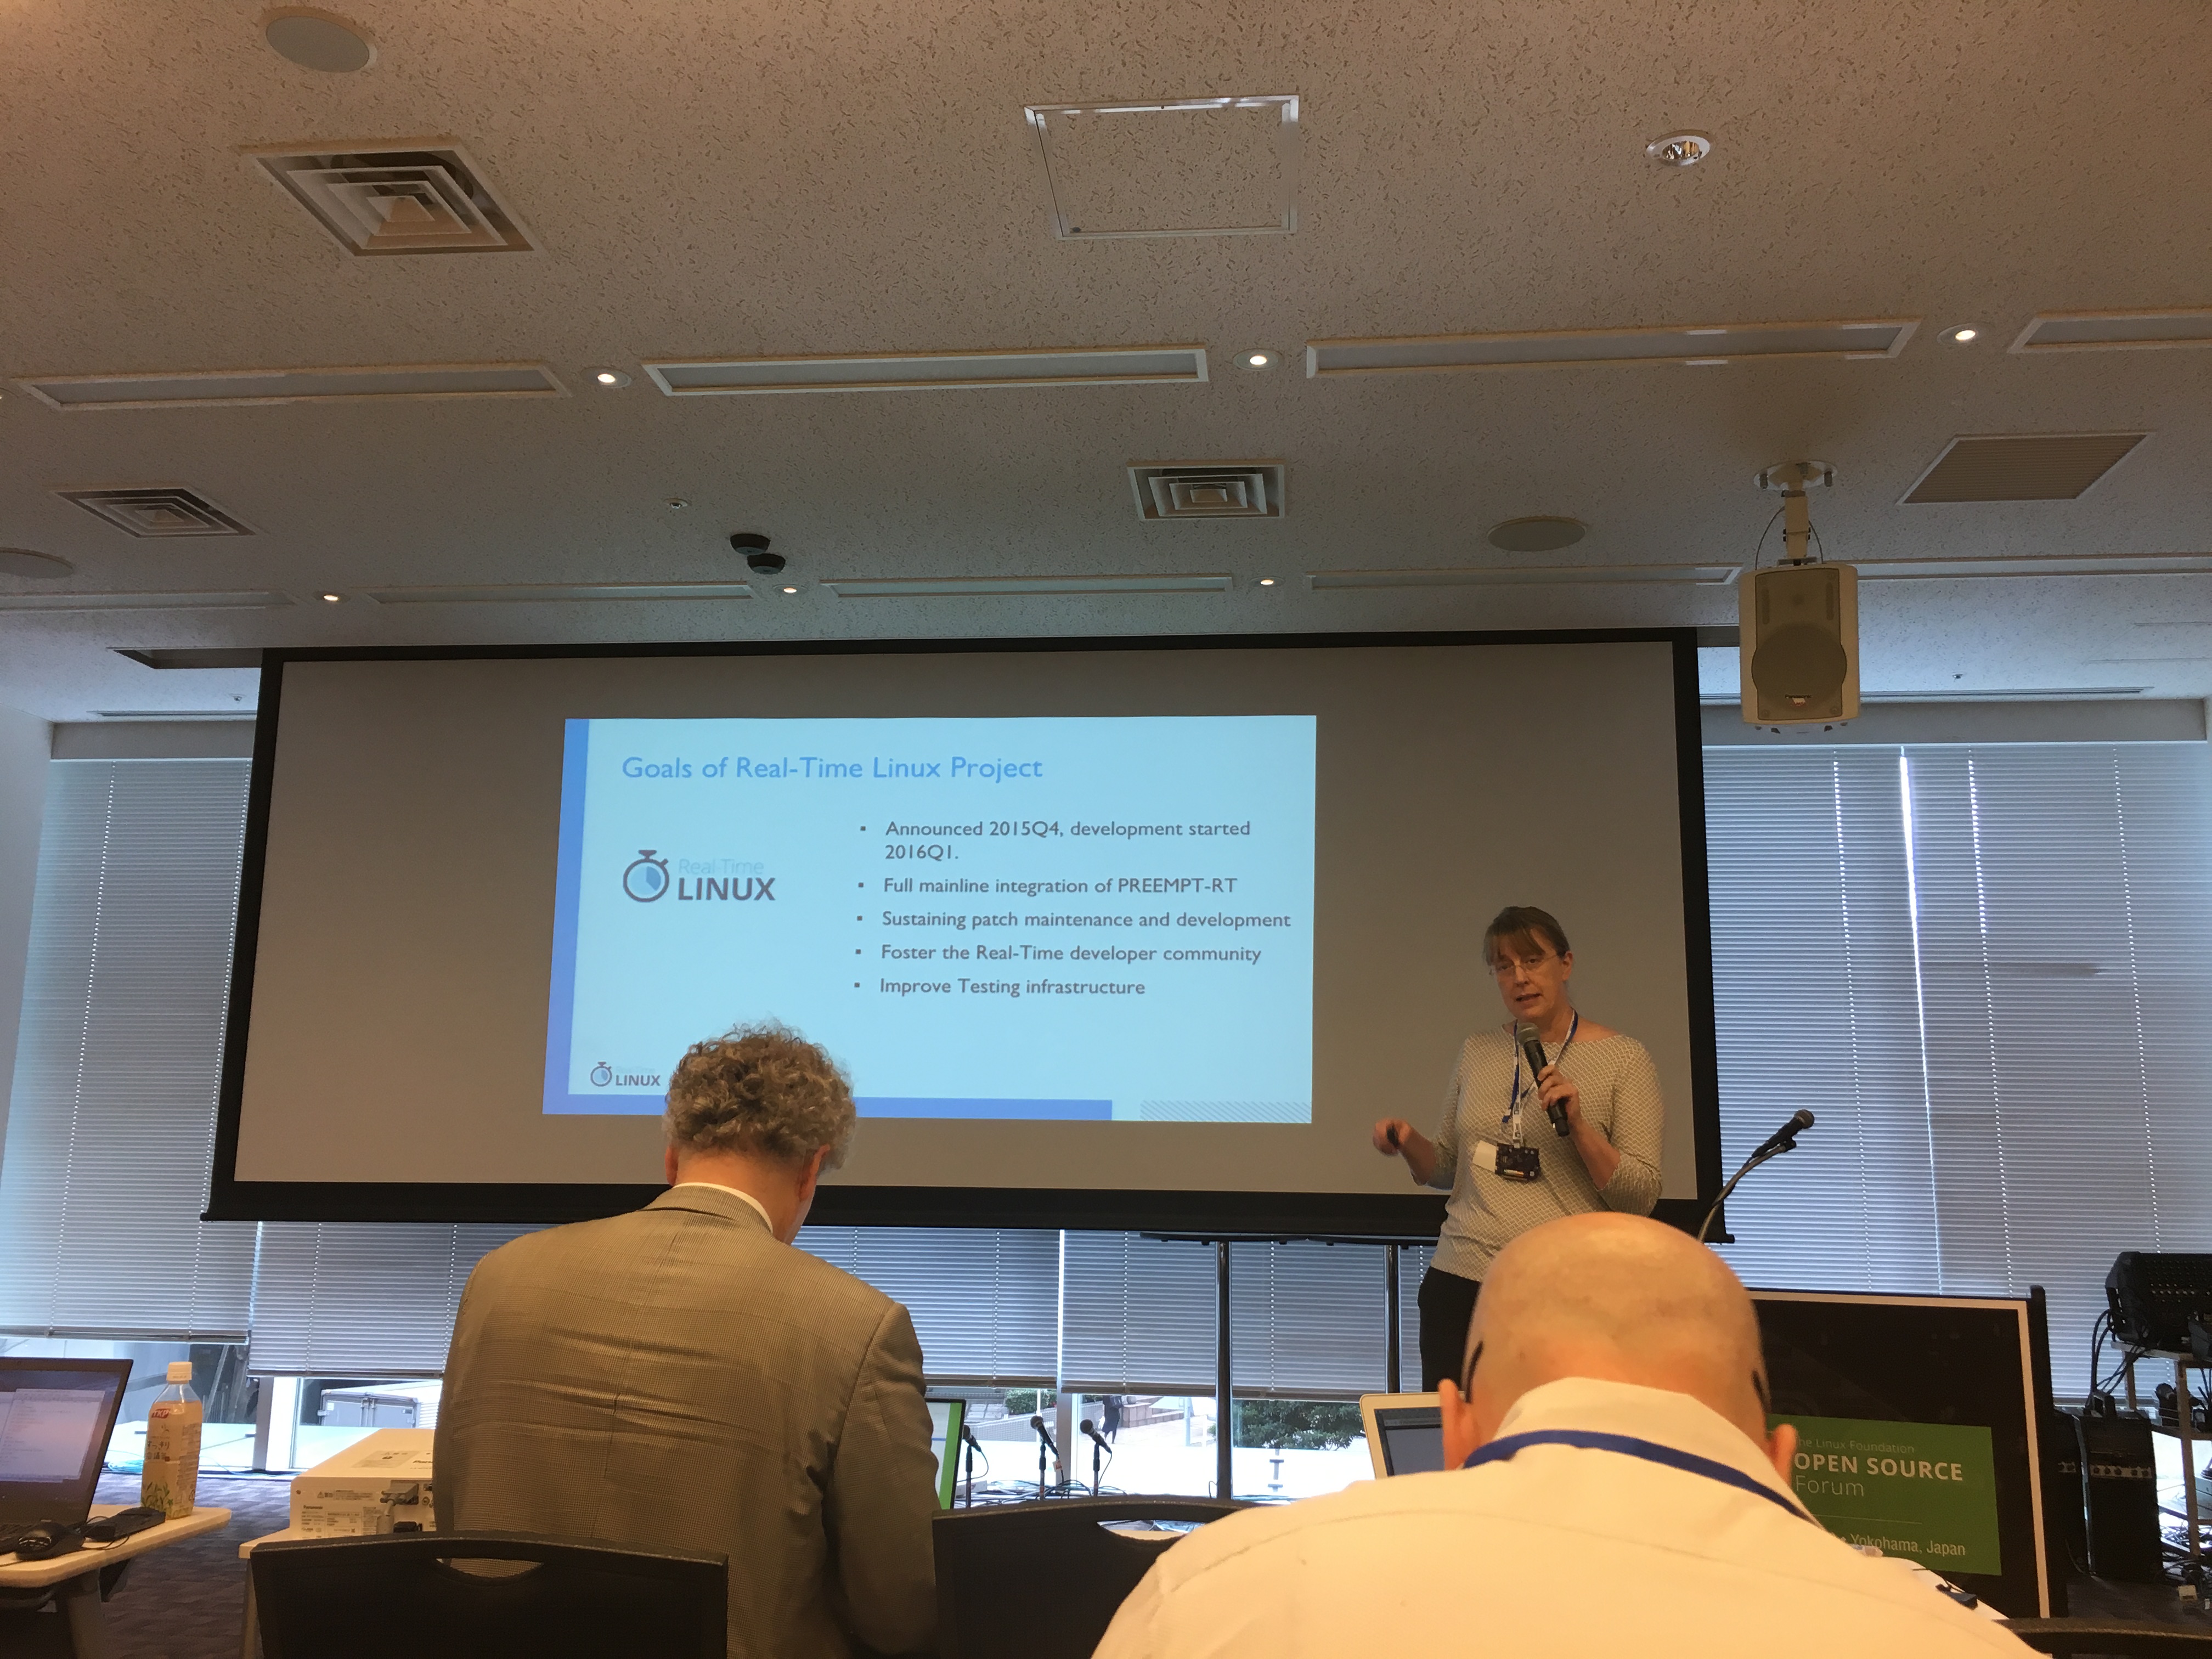 Goals of Real-Time Linux Project
Announced 2015Q4, development started
2016Q1.
Full mainline integration of PREEMPT-RT
Sustaining patch maintenance and development
Foster the Real-Time developer community
Improve Testing infrastructure
Real-Time
LINUX
LINUX
Linux Foundation
OPEN SOURCE
Forum
Yokohama, Japan